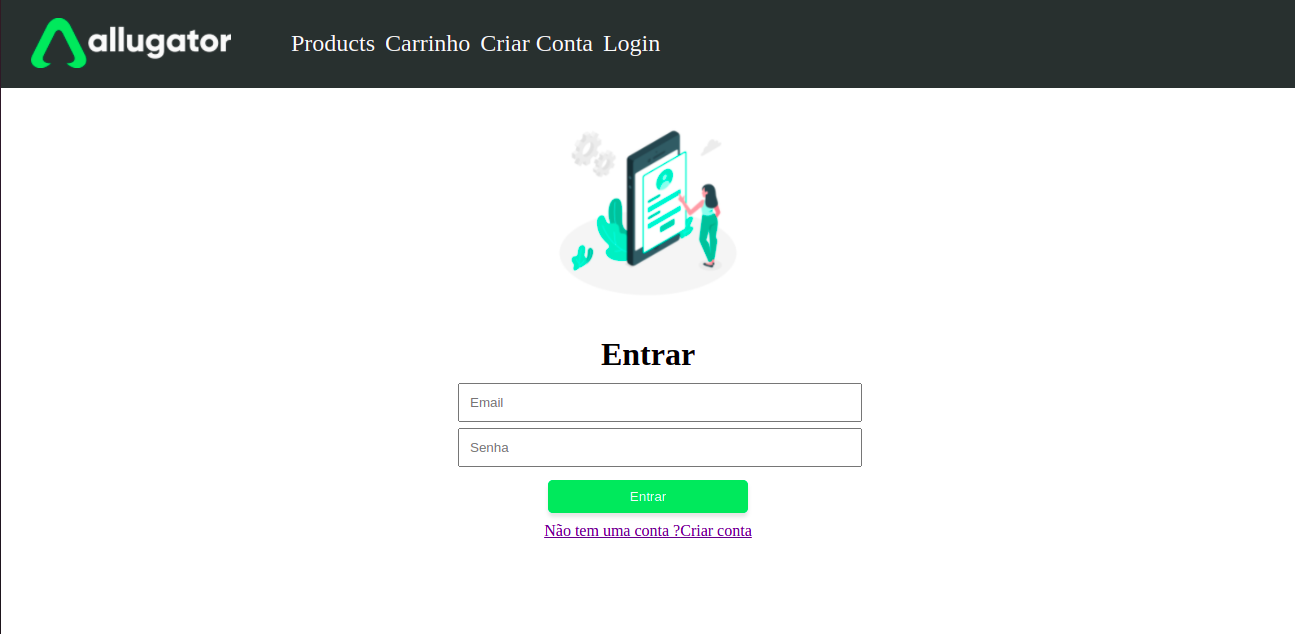 allugator Products Carrinho Criar Conta Login
Entrar
Email
Senha
Entrar
Não tem uma conta ?Criar conta